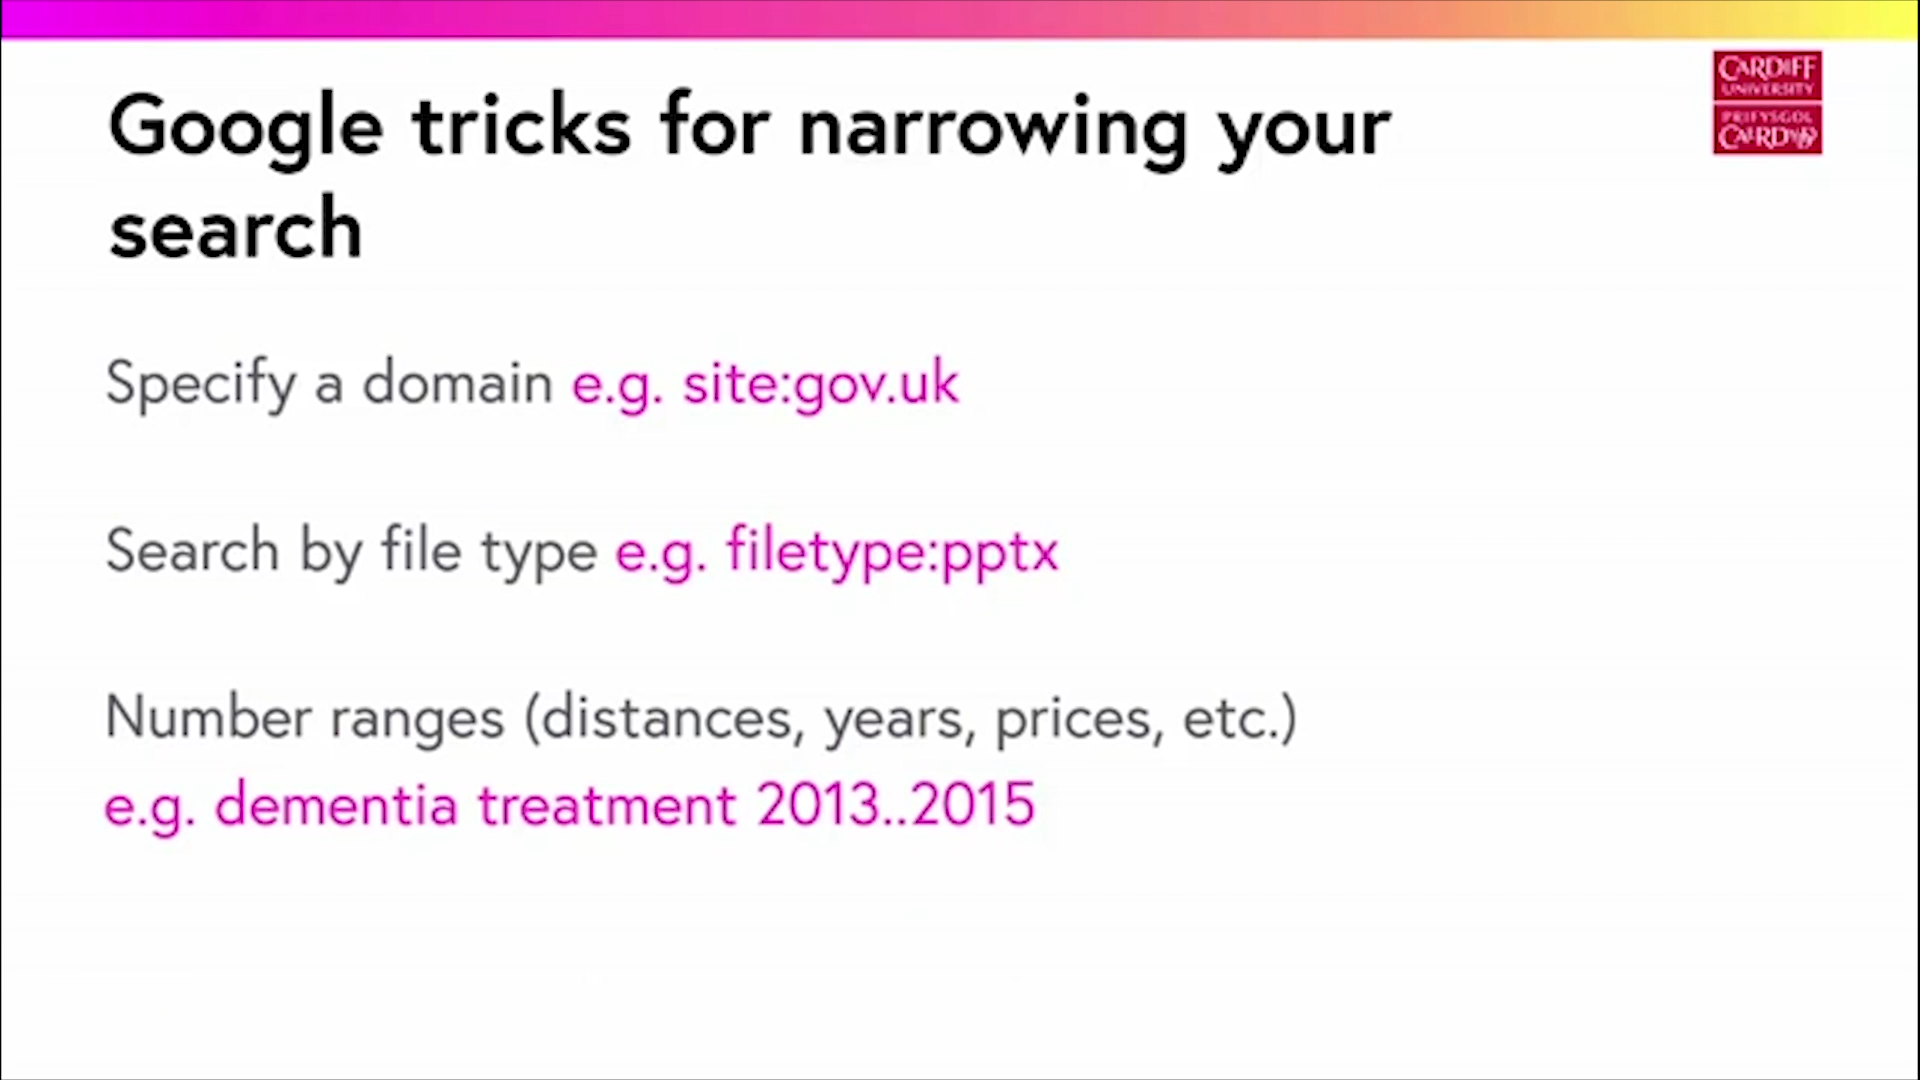 Google tricks for narrowing your
search
CARDIFF
UNIVERSITY
PRIFYSGOL
CAERDYDD
Specify a domain e.g. site:gov.uk
Search by file type e.g. filetype:pptx
Number ranges (distances, years, prices, etc.)
e.g. dementia treatment 2013..2015